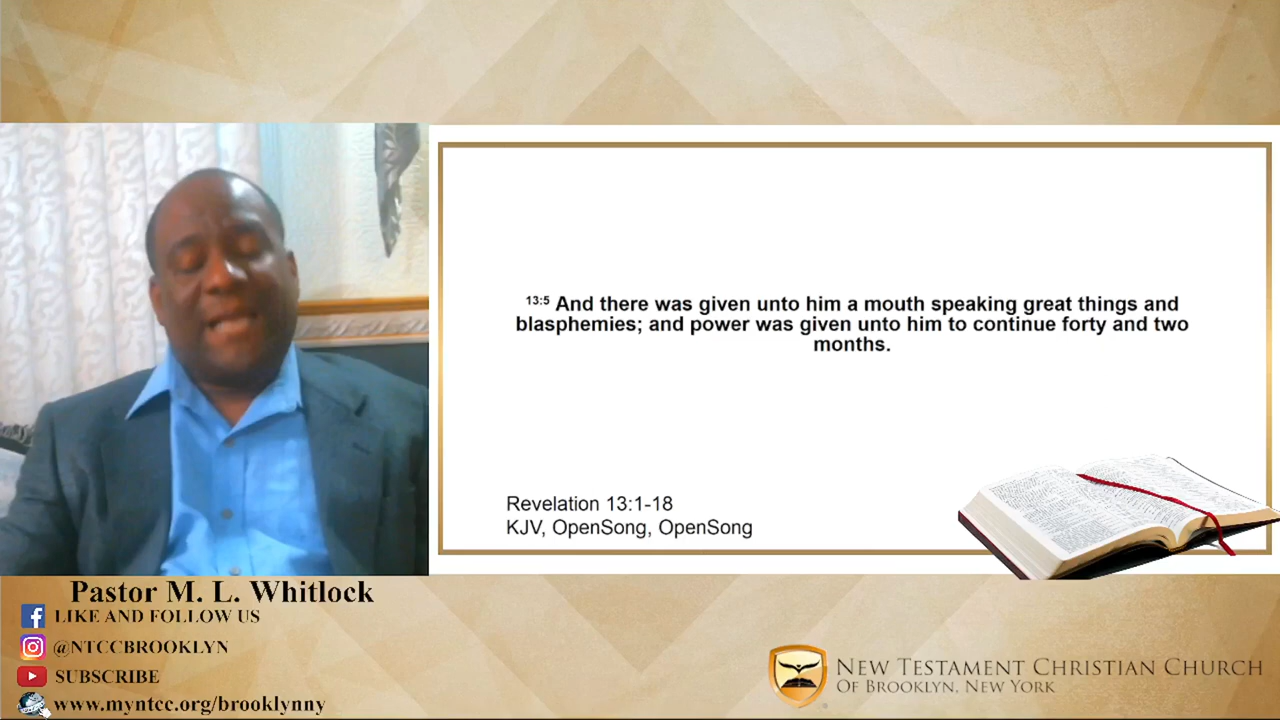 13:5 And there was given unto him a mouth speaking great things and
blasphemies; and power was given unto him to continue forty and two
months.
Revelation 13:1-18
KJV, OpenSong, OpenSong
Pastor M. L. Whitlock
LIKE AND FOLLOW US
@NTCCBROOKLYN
SUBSCRIBE
www.myntcc.org/brooklynny
NEW TESTAMENT CHRISTIAN CHURCH
OF BROOKLYN, NEW YORK